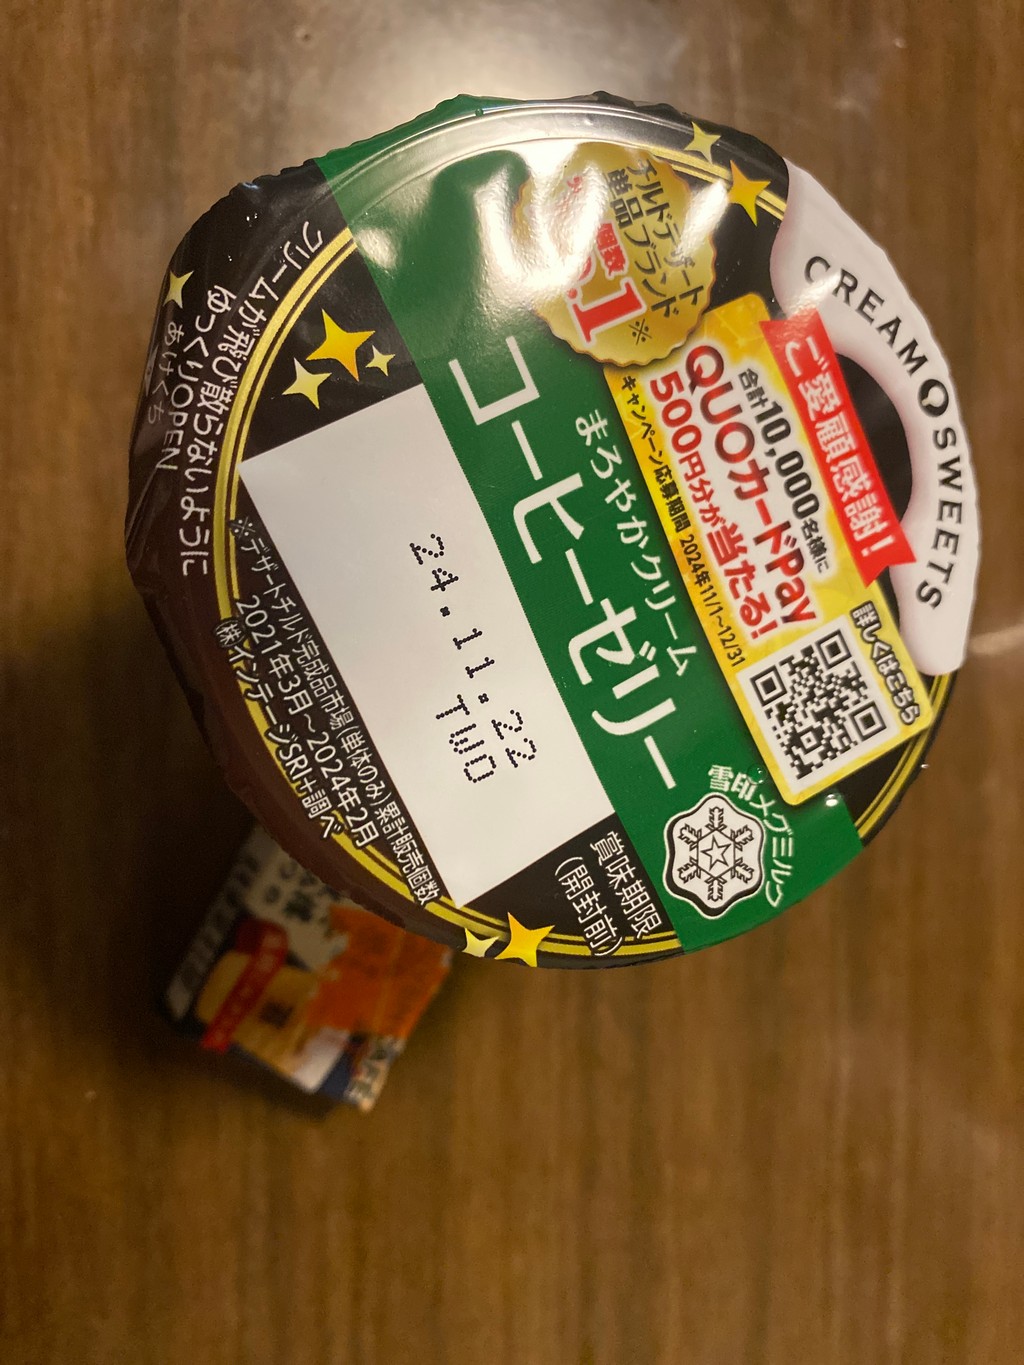 CREAM SWEETS
ご愛顧感謝!
合計10,000名様に
QUOカードPay
500円分が当たる!
キャンペーン応募期間 2024年11/1~12/31
詳しくはこちら
チルドデザート
単品ブランド
No.1※
まろやかクリーム
コーヒーゼリー
雪印メグミルク
24.11.22
TWO
賞味期限
(開封前)
クリームが飛び散らないように
ゆっくりOPEN
あけくち
※デザートチルド完成品市場(単体のみ)累計販売個数
2021年3月~2024年2月
(株)インテージSRI+調べ